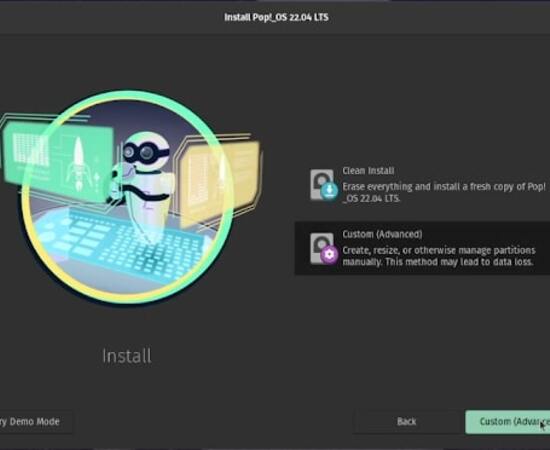 Install Pop!_OS 22.04 LTS
Clean Install
Erase everything and install a fresh copy of Pop!
_OS 22.04 LTS.
Custom (Advanced)
Create, resize, or otherwise manage partitions
manually. This method may lead to data loss.
Install
ry Demo Mode
Back
Custom (Advance